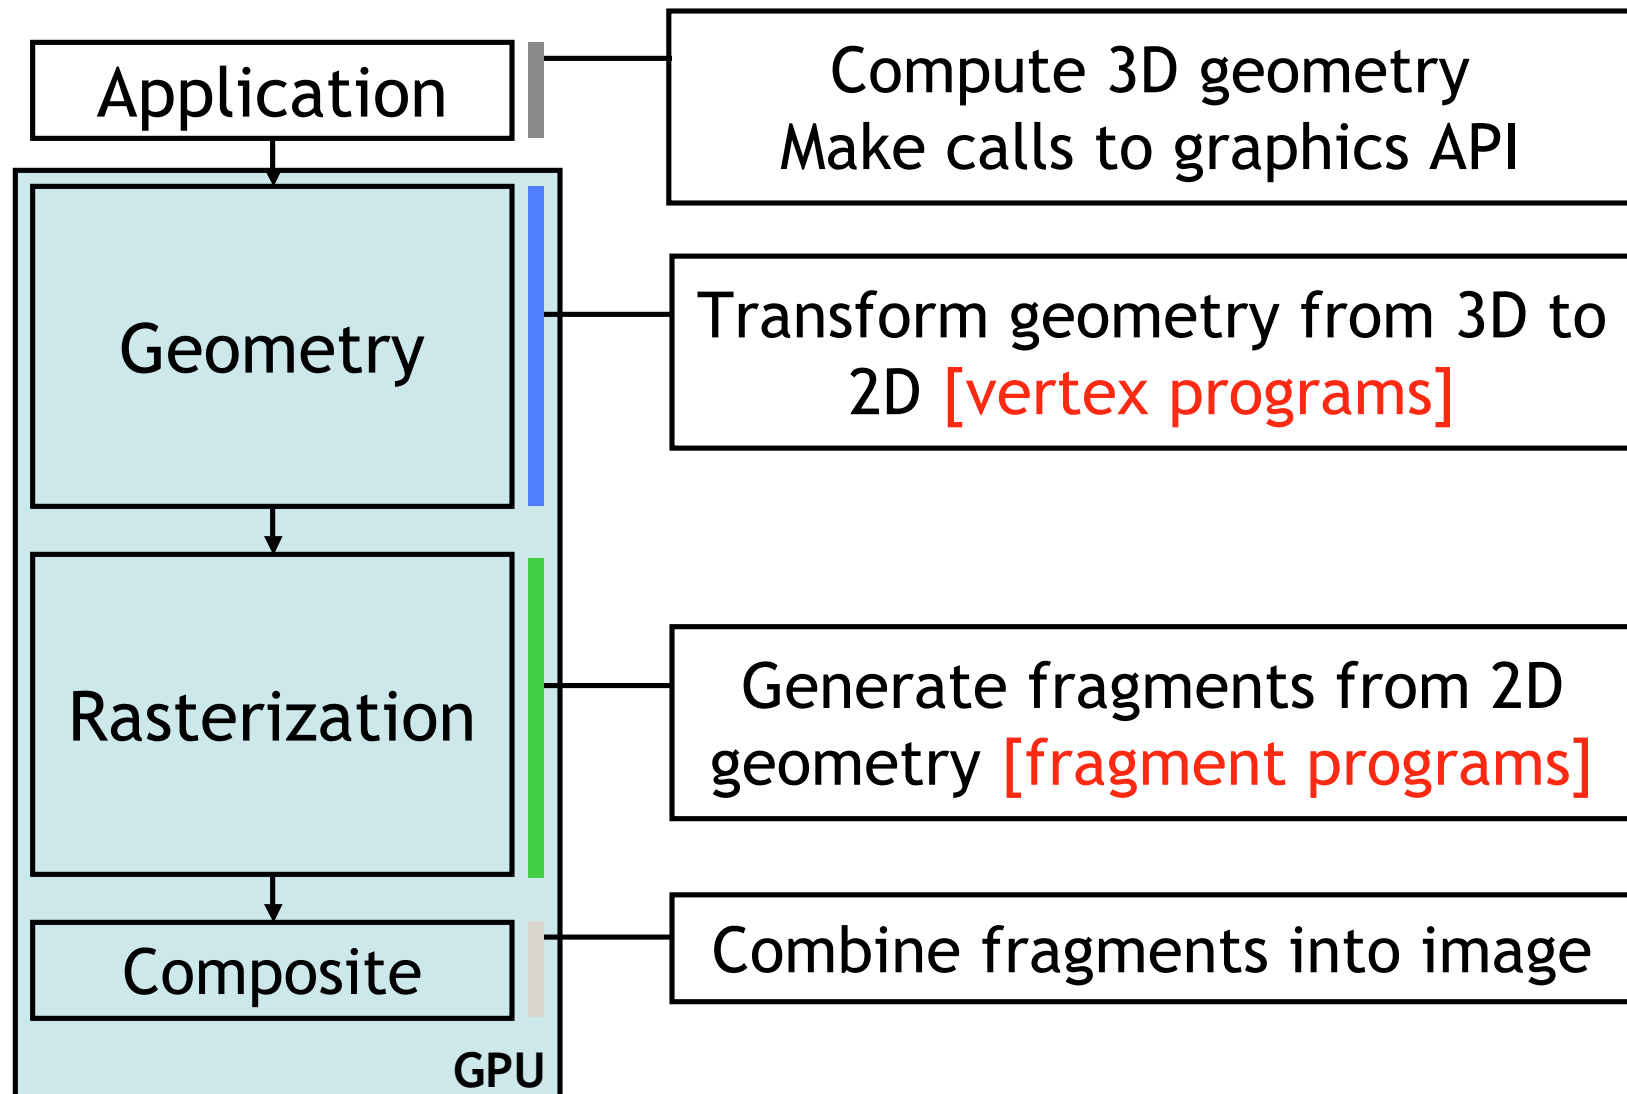 Application
Compute 3D geometry
Make calls to graphics API
Geometry
Transform geometry from 3D to
2D [vertex programs]
Rasterization
Generate fragments from 2D
geometry [fragment programs]
Composite
Combine fragments into image
GPU